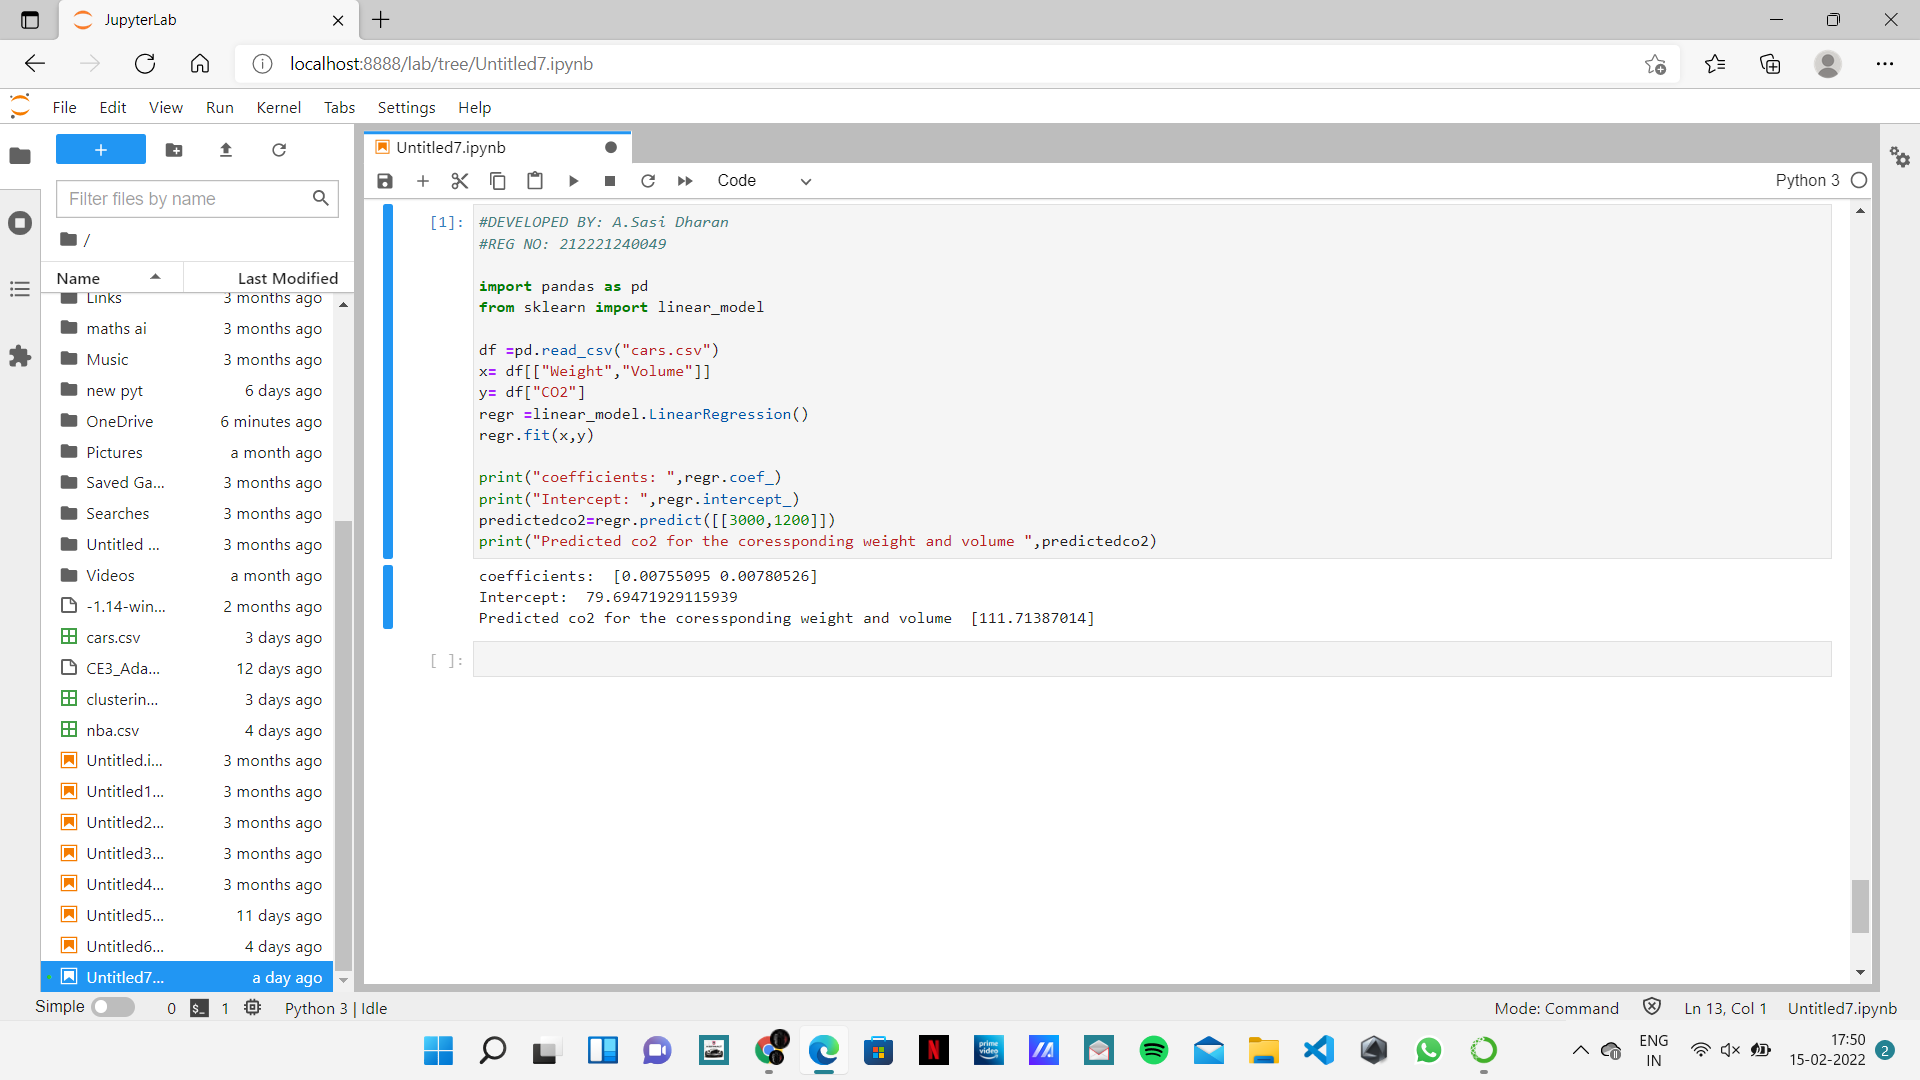 JupyterLab
localhost:8888/lab/tree/Untitled7.ipynb
File Edit View Run Kernel Tabs Settings Help
+
Untitled7.ipynb
Code
Python 3
Filter files by name
/
Name Last Modified
Links 3 months ago
maths ai 3 months ago
Music 3 months ago
new pyt 6 days ago
OneDrive 6 minutes ago
Pictures a month ago
Saved Ga... 3 months ago
Searches 3 months ago
Untitled ... 3 months ago
Videos a month ago
-1.14-win... 2 months ago
cars.csv 3 days ago
CE3_Ada... 12 days ago
clusterin... 3 days ago
nba.csv 4 days ago
Untitled.i... 3 months ago
Untitled1... 3 months ago
Untitled2... 3 months ago
Untitled3... 3 months ago
Untitled4... 3 months ago
Untitled5... 11 days ago
Untitled6... 4 days ago
Untitled7... a day ago
[1]: #DEVELOPED BY: A.Sasi Dharan
#REG NO: 212221240049
import pandas as pd
from sklearn import linear_model
df =pd.read_csv("cars.csv")
x= df[["Weight","Volume"]]
y= df["CO2"]
regr =linear_model.LinearRegression()
regr.fit(x,y)
print("coefficients: ",regr.coef_)
print("Intercept: ",regr.intercept_)
predictedco2=regr.predict([[3000,1200]])
print("Predicted co2 for the coressponding weight and volume ",predictedco2)
coefficients:  [0.00755095 0.00780526]
Intercept:  79.69471929115939
Predicted co2 for the coressponding weight and volume  [111.71387014]
[ ]:
Simple 0 $_ 1 Python 3 | Idle
Mode: Command Ln 13, Col 1 Untitled7.ipynb
N
prime video
ENG
IN
17:50
15-02-2022
2